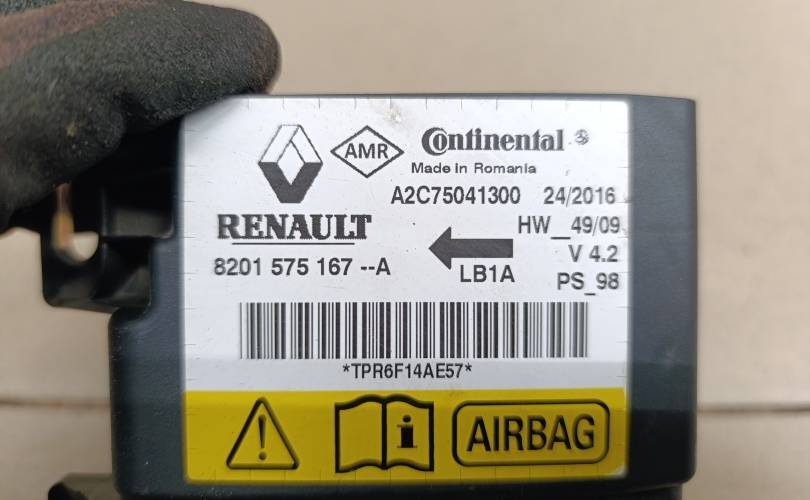 AMR Continental
Made in Romania
A2C75041300 24/2016
RENAULT HW_49/09
8201 575 167 --A LB1A V 4.2
PS_98
*TPR6F14AE57*
! i AIRBAG